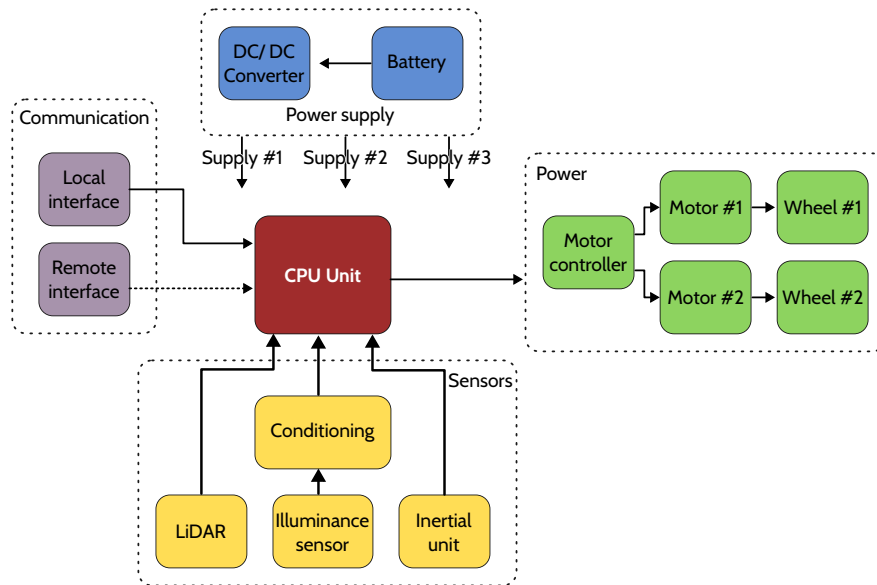 DC/ DC
Converter
Battery
Power supply
Communication
Supply #1
Supply #2
Supply #3
Local
interface
Remote
interface
CPU Unit
Power
Motor
controller
Motor #1
Wheel #1
Motor #2
Wheel #2
Sensors
Conditioning
LiDAR
Illuminance
sensor
Inertial
unit